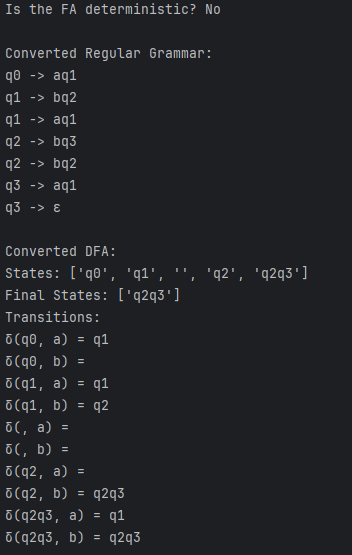 Is the FA deterministic? No
Converted Regular Grammar:
q0 -> aq1
q1 -> bq2
q1 -> aq1
q2 -> bq3
q2 -> bq2
q3 -> aq1
q3 -> ε
Converted DFA:
States: ['q0', 'q1', '', 'q2', 'q2q3']
Final States: ['q2q3']
Transitions:
δ(q0, a) = q1
δ(q0, b) =
δ(q1, a) = q1
δ(q1, b) = q2
δ(, a) =
δ(, b) =
δ(q2, a) =
δ(q2, b) = q2q3
δ(q2q3, a) = q1
δ(q2q3, b) = q2q3